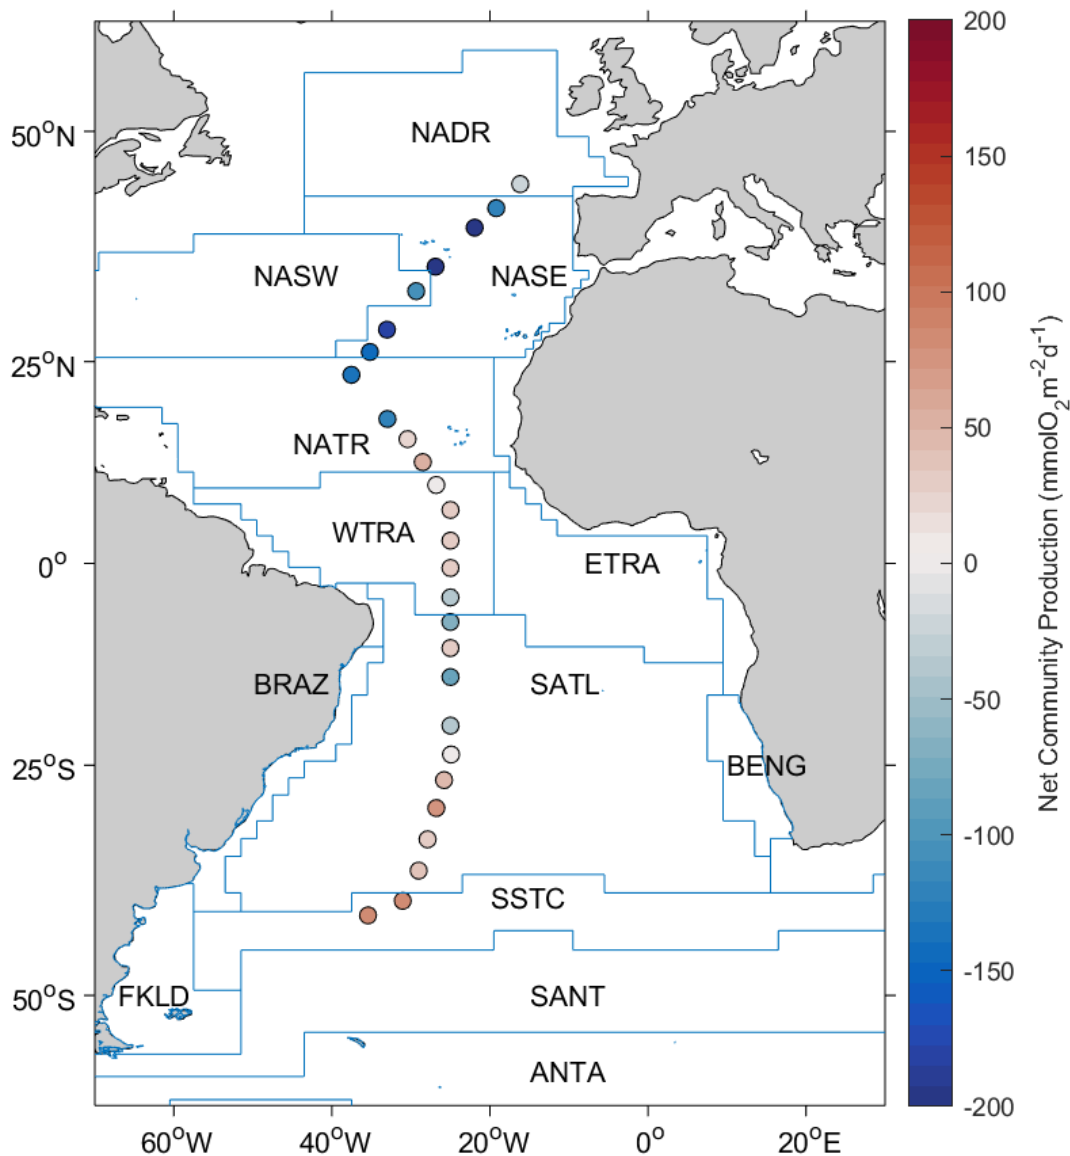 200
50°N
NADR
150
NASW
NASE
100
25°N
50
NATR
WTRA
0°
ETRA
0
BRAZ
SATL
-50
25°S
BENG
-100
SSTC
-150
50°S
FKLD
SANT
ANTA
-200
60°W
40°W
20°W
0°
20°E
Net Community Production (mmolO₂m⁻²d⁻¹)